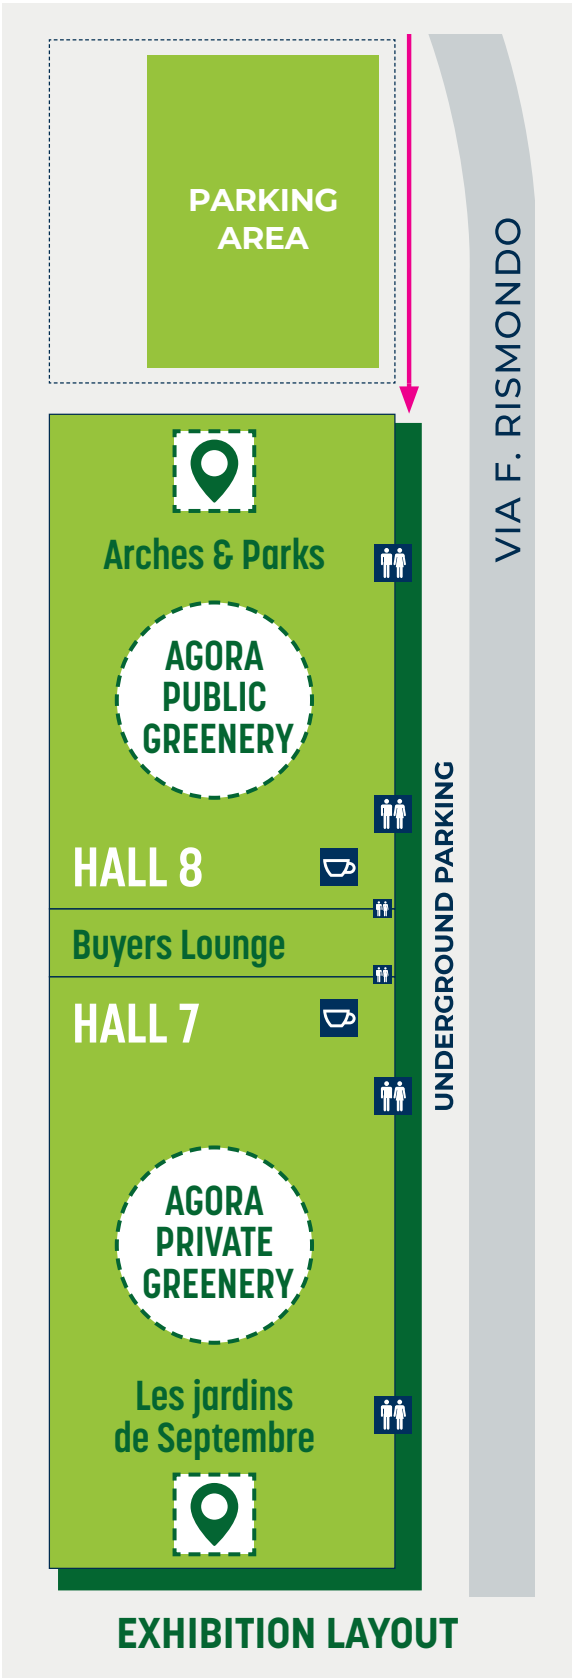 PARKING
AREA
VIA F. RISMONDO
Arches & Parks
AGORA
PUBLIC
GREENERY
HALL 8
UNDERGROUND PARKING
Buyers Lounge
HALL 7
AGORA
PRIVATE
GREENERY
Les jardins
de Septembre
EXHIBITION LAYOUT